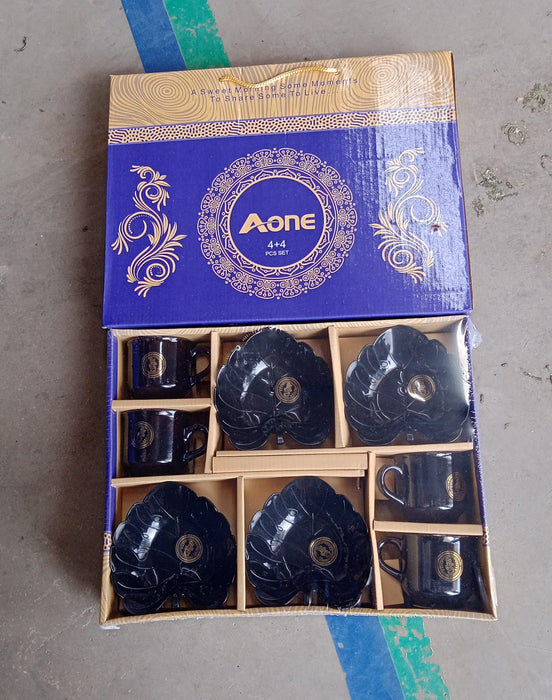 A Sweet Morning Some Moments
To Share Some To Live
AONE
4+4
PCS SET